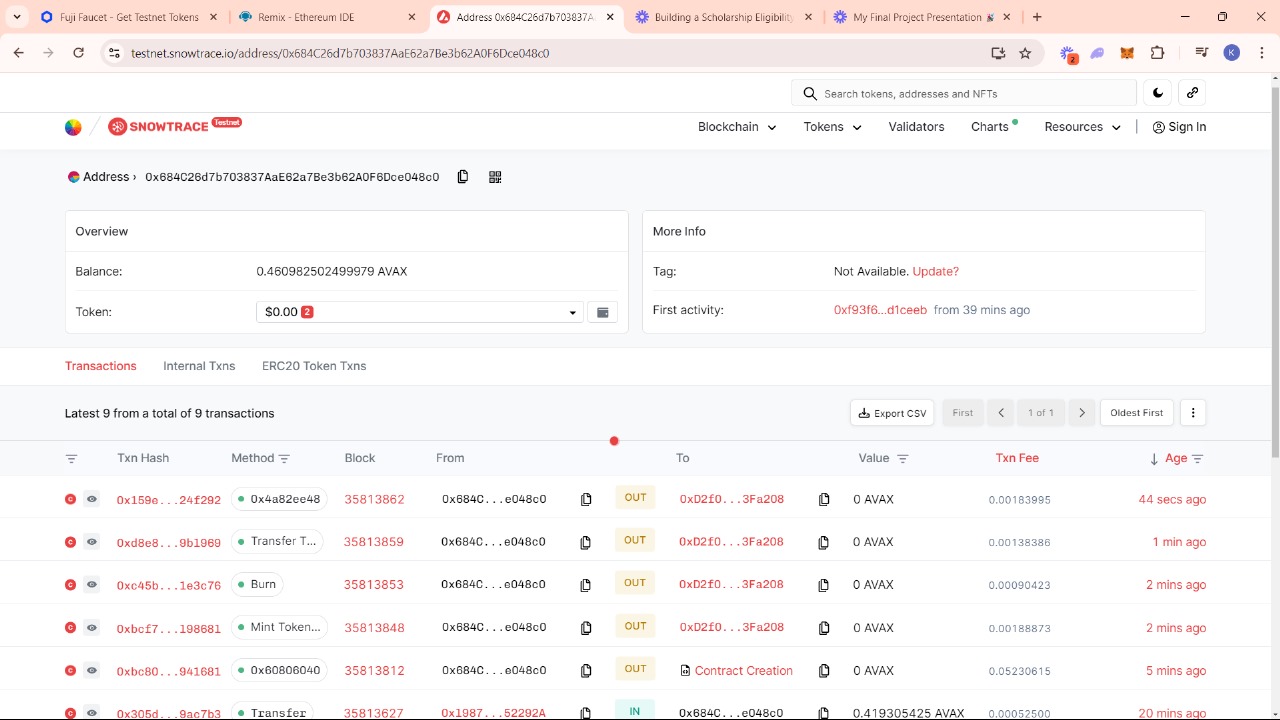 Fuji Faucet - Get Testnet Tokens
Remix - Ethereum IDE
Address 0x684C26d7b703837A
Building a Scholarship Eligibility
My Final Project Presentation
testnet.snowtrace.io/address/0x684C26d7b703837AaE62a7Be3b62A0F6Dce048c0
2
K
Search tokens, addresses and NFTs
SNOWTRACE Testnet
Blockchain
Tokens
Validators
Charts
Resources
Sign In
Address › 0x684C26d7b703837AaE62a7Be3b62A0F6Dce048c0
Overview
Balance: 0.460982502499979 AVAX
Token: $0.00 2
More Info
Tag: Not Available. Update?
First activity: 0xf93f6...d1ceeb from 39 mins ago
Transactions Internal Txns ERC20 Token Txns
Latest 9 from a total of 9 transactions
Export CSV First 1 of 1 Oldest First
Txn Hash Method Block From To Value Txn Fee Age
0x159e...24f292 0x4a82ee48 35813862 0x684C...e048c0 OUT 0xD2f0...3Fa208 0 AVAX 0.00183995 44 secs ago
0xd8e8...9b1969 Transfer T... 35813859 0x684C...e048c0 OUT 0xD2f0...3Fa208 0 AVAX 0.00138386 1 min ago
0xc45b...1e3c76 Burn 35813853 0x684C...e048c0 OUT 0xD2f0...3Fa208 0 AVAX 0.00090423 2 mins ago
0xbcf7...198681 Mint Token... 35813848 0x684C...e048c0 OUT 0xD2f0...3Fa208 0 AVAX 0.00188873 2 mins ago
0xbc80...941681 0x60806040 35813812 0x684C...e048c0 OUT Contract Creation 0 AVAX 0.05230615 5 mins ago
0x305d...9ac7b3 Transfer 35813627 0x1987...52292A IN 0x684C...e048c0 0.419305425 AVAX 0.00052500 20 mins ago